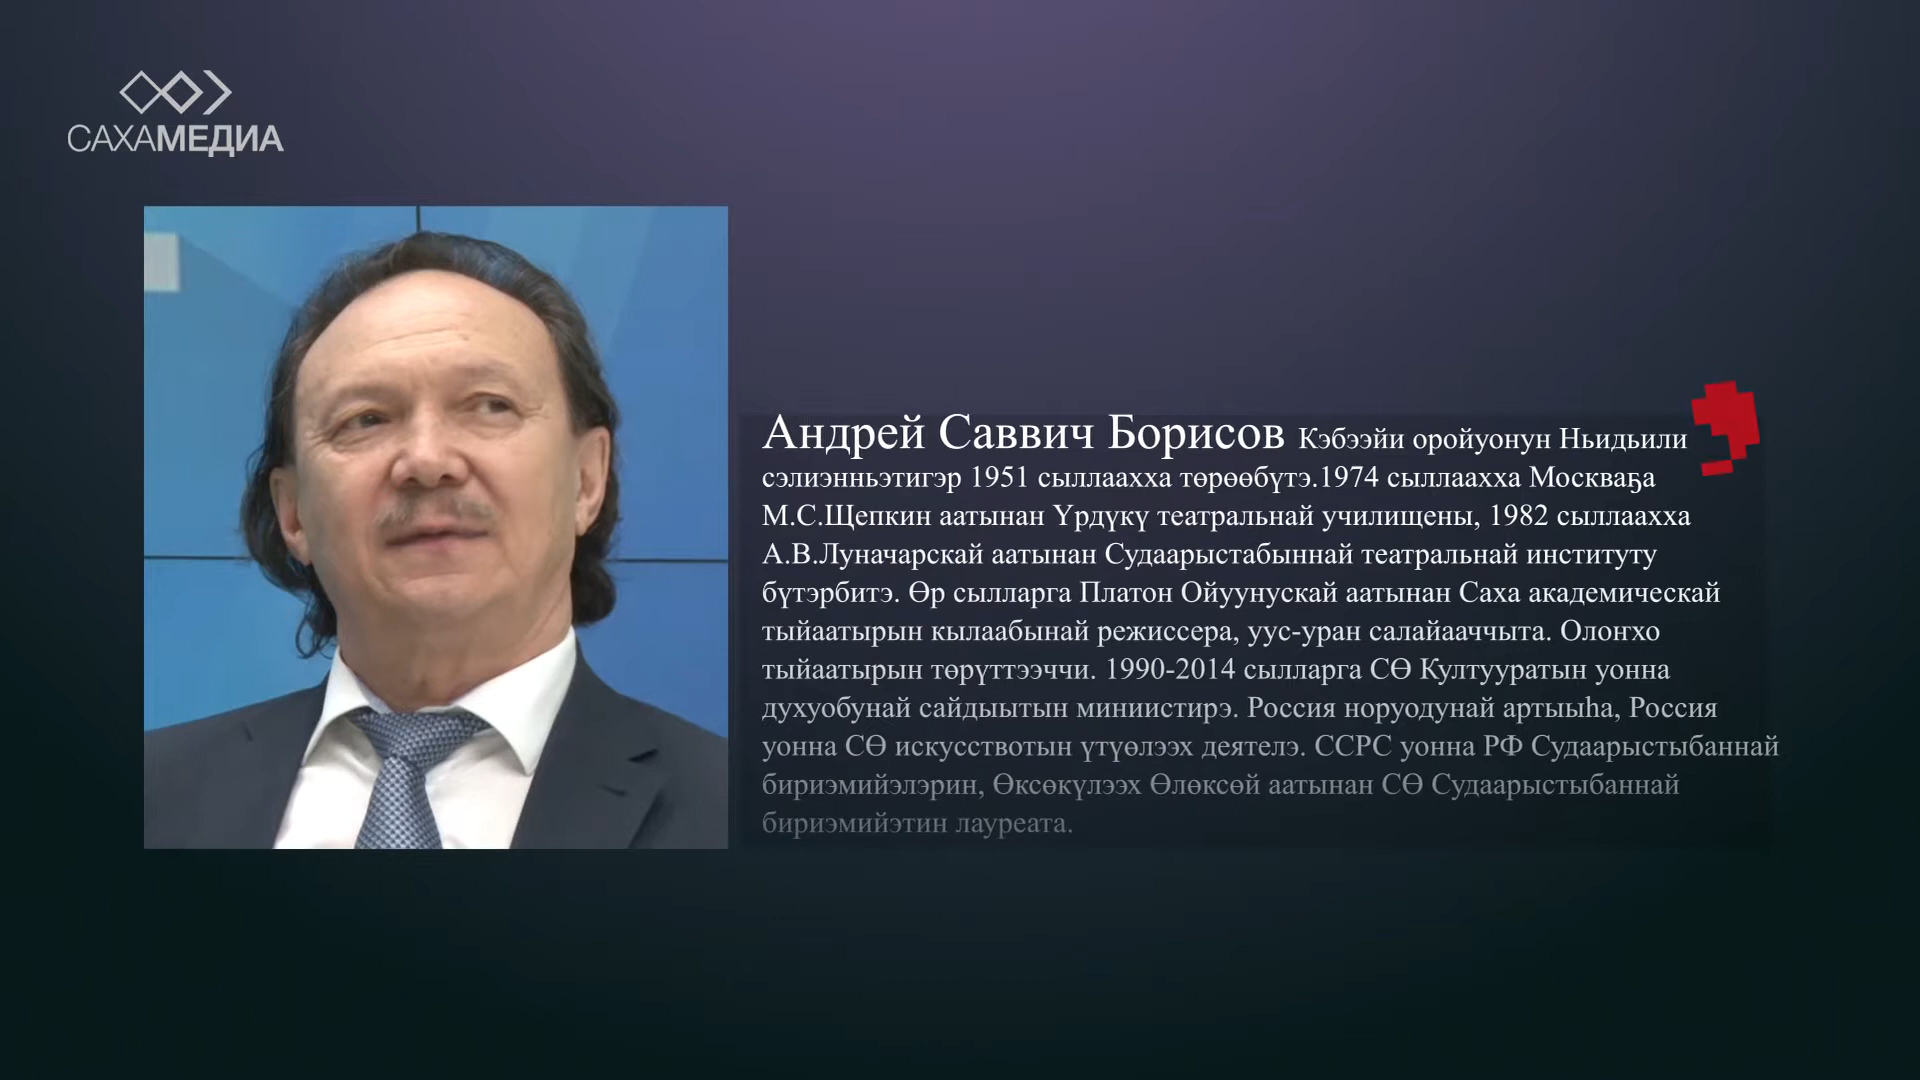 САХАМЕДИА
Андрей Саввич Борисов Кэбээйи оройуонун Ньидьили
сэлиэнньэтигэр 1951 сыллаахха төрөөбүтэ.1974 сыллаахха Москваҕа
М.С.Щепкин аатынан Үрдүкү театральнай училищены, 1982 сыллаахха
А.В.Луначарскай аатынан Судаарыстабыннай театральнай институту
бүтэрбитэ. Өр сылларга Платон Ойуунускай аатынан Саха академическай
тыйаатырын кылаабынай режиссера, уус-уран салайааччыта. Олоҥхо
тыйаатырын төрүттээччи. 1990-2014 сылларга СӨ Култууратын уонна
духуобунай сайдыытын миниистирэ. Россия норуодунай артыыһа, Россия
уонна СӨ искусствотын үтүөлээх деятелэ. ССРС уонна РФ Судаарыстыбаннай
бириэмийэлэрин, Өксөкүлээх Өлөксөй аатынан СӨ Судаарыстыбаннай
бириэмийэтин лауреата.